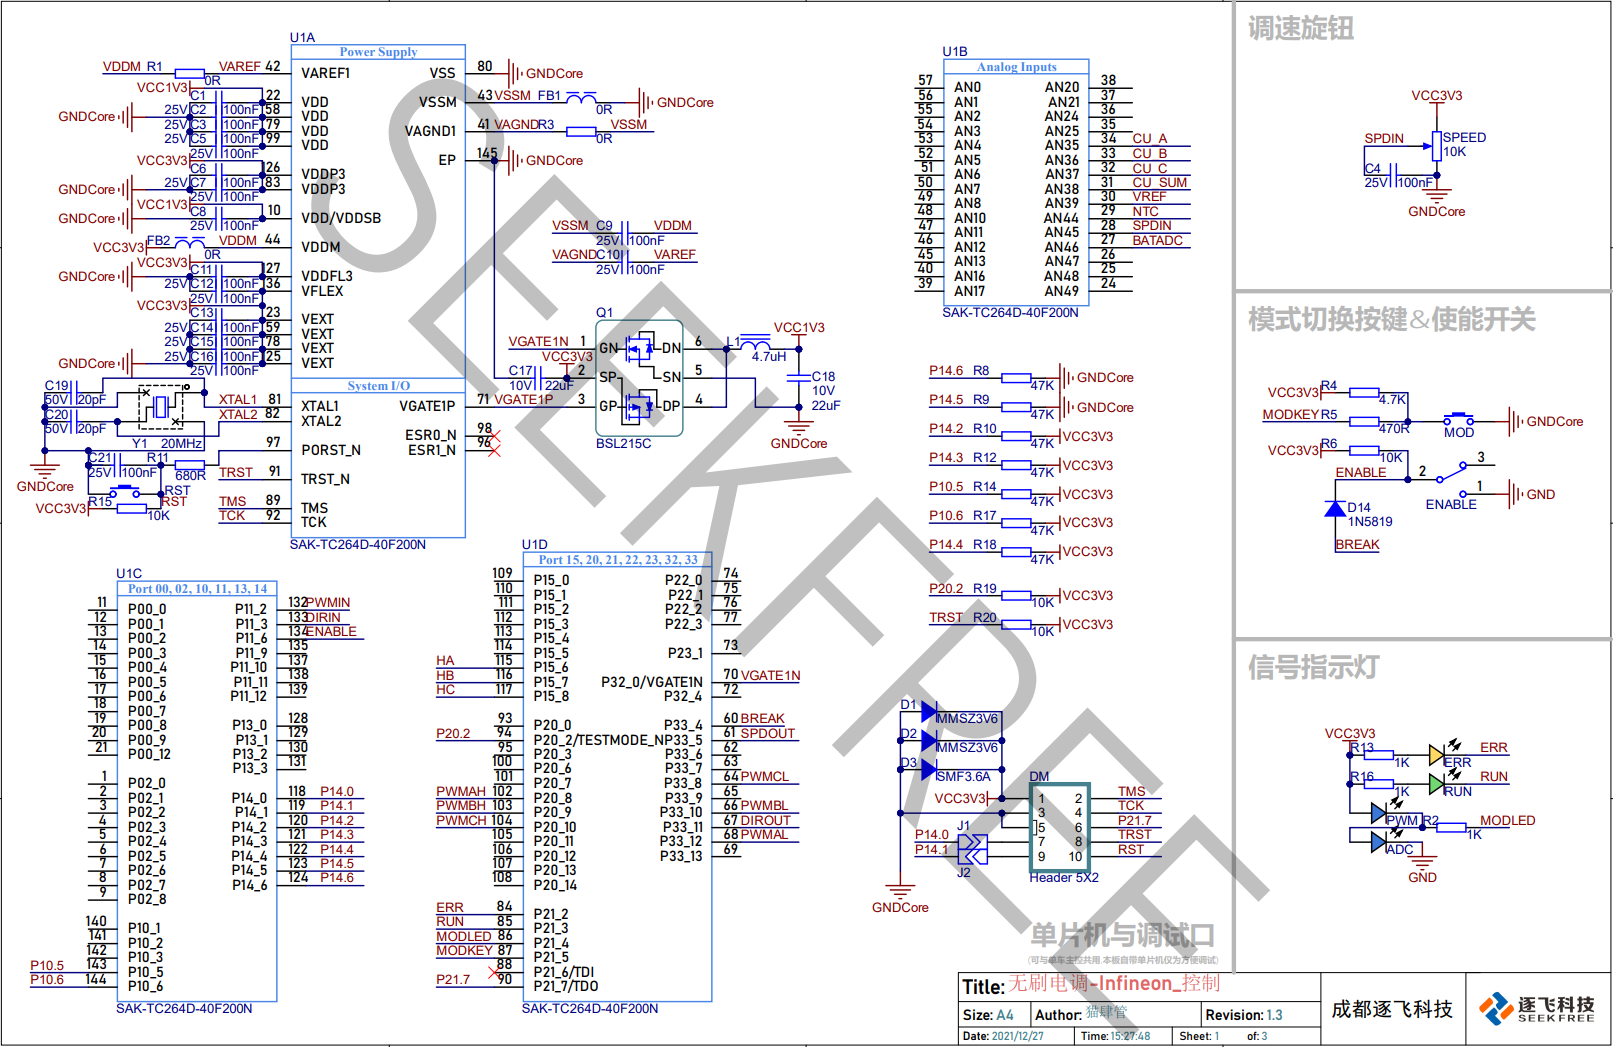 U1A
Power Supply
VDDM R1 VAREF 42 VAREF1 VSS 80 GNDCore
0R
VCC1V3
C1 22 VDD VSSM 43 VSSM FB1 GNDCore
0R
25V C2 100nF 58 VDD
GNDCore
25V C3 100nF 79 VDD VAGND1 41 VAGND R3 VSSM
0R
25V C5 100nF 99 VDD
25V 100nF
VCC3V3 EP 145 GNDCore
C6 26 VDDP3
25V C7 100nF 83 VDDP3
GNDCore
25V 100nF
VCC1V3
C8 10 VDD/VDDSB
GNDCore
25V 100nF
VCC3V3 FB2 VDDM 44 VDDM
0R
VCC3V3
C11 27 VDDFL3
GNDCore
25V C12 100nF 36 VFLEX
25V 100nF
VCC3V3
C13 23 VEXT
25V C14 100nF 59 VEXT
25V C15 100nF 78 VEXT
25V C16 100nF 25 VEXT
GNDCore
25V 100nF
System I/O
C19
50V 20pF
XTAL1 81 XTAL1 VGATE1P 71 VGATE1P
C20
50V 20pF
XTAL2 82 XTAL2
Y1 20MHz
ESR0_N 98
ESR1_N 96
97 PORST_N
C21 R11
25V 100nF 680R
GNDCore
TRST 91 TRST_N
RST
R15 RST
VCC3V3 10K
TMS 89 TMS
TCK 92 TCK
SAK-TC264D-40F200N
VSSM C9 VDDM
25V 100nF
VAGND C10 VAREF
25V 100nF
Q1
VGATE1N 1 GN DN 6 L1 VCC1V3
4.7uH
VCC3V3
C17 2 SP SN 5
10V 22uF
3 GP DP 4
BSL215C
C18
10V
22uF
GNDCore
U1B
Analog Inputs
57 AN0 AN20 38
56 AN1 AN21 37
55 AN2 AN24 36
54 AN3 AN25 35
53 AN4 AN35 34 CU_A
52 AN5 AN36 33 CU_B
51 AN6 AN37 32 CU_C
50 AN7 AN38 31 CU_SUM
49 AN8 AN39 30 VREF
48 AN10 AN44 29 NTC
47 AN11 AN45 28 SPDIN
46 AN12 AN46 27 BATADC
45 AN13 AN47 26
40 AN16 AN48 25
39 AN17 AN49 24
SAK-TC264D-40F200N
P14.6 R8 47K GNDCore
P14.5 R9 47K GNDCore
P14.2 R10 47K VCC3V3
P14.3 R12 47K VCC3V3
P10.5 R14 47K VCC3V3
P10.6 R17 47K VCC3V3
P14.4 R18 47K VCC3V3
P20.2 R19 10K VCC3V3
TRST R20 10K VCC3V3
U1C
Port 00, 02, 10, 11, 13, 14
11 P00_0 P11_2 132 PWMIN
12 P00_1 P11_3 133 DIRIN
13 P00_2 P11_6 134 ENABLE
14 P00_3 P11_9 135
15 P00_4 P11_10 137
16 P00_5 P11_11 138
17 P00_6 P11_12 139
18 P00_7
19 P00_8 P13_0 128
20 P00_9 P13_1 129
21 P00_12 P13_2 130
P13_3 131
1 P02_0
2 P02_1 P14_0 118 P14.0
3 P02_2 P14_1 119 P14.1
4 P02_3 P14_2 120 P14.2
5 P02_4 P14_3 121 P14.3
6 P02_5 P14_4 122 P14.4
7 P02_6 P14_5 123 P14.5
8 P02_7 P14_6 124 P14.6
9 P02_8
140 P10_1
141 P10_2
142 P10_3
P10.5 143 P10_5
P10.6 144 P10_6
SAK-TC264D-40F200N
U1D
Port 15, 20, 21, 22, 23, 32, 33
109 P15_0 P22_0 74
110 P15_1 P22_1 75
111 P15_2 P22_2 76
112 P15_3 P22_3 77
113 P15_4
114 P15_5 P23_1 73
HA 115 P15_6
HB 116 P15_7 P32_0/VGATE1N 70 VGATE1N
HC 117 P15_8 P32_4 72
93 P20_0 P33_4 60 BREAK
P20.2 94 P20_2/TESTMODE_N P33_5 61 SPDOUT
95 P20_3 P33_6 62
100 P20_6 P33_7 63
101 P20_7 P33_8 64 PWMCL
PWMAH 102 P20_8 P33_9 65
PWMBH 103 P20_9 P33_10 66 PWMBL
PWMCH 104 P20_10 P33_11 67 DIROUT
105 P20_11 P33_12 68 PWMAL
106 P20_12 P33_13 69
107 P20_13
108 P20_14
ERR 84 P21_2
RUN 85 P21_3
MODLED 86 P21_4
MODKEY 87 P21_5
88 P21_6/TDI
P21.7 90 P21_7/TDO
SAK-TC264D-40F200N
D1 MMSZ3V6
D2 MMSZ3V6
D3 SMF3.6A
DM
VCC3V3 1 2 TMS
3 4 TCK
5 6 P21.7
P14.0 J1 7 8 TRST
P14.1 J2 9 10 RST
Header 5X2
GNDCore
单片机与调试口
(可与单车主控共用,本板自带单片机仅为方便调试)
调速旋钮
VCC3V3
SPDIN SPEED
10K
C4
25V 100nF
GNDCore
模式切换按键&使能开关
VCC3V3 R4 4.7K
MODKEY R5 470R MOD GNDCore
VCC3V3 R6 10K
ENABLE 2 3
1 GND
ENABLE
D14
1N5819
BREAK
信号指示灯
VCC3V3
R13 1K ERR ERR
R16 1K RUN RUN
PWM R2 1K MODLED
ADC
GND
SEEKFREE
Title: 无刷电调-Infineon_控制
Size: A4 Author: 猫肆管 Revision: 1.3
Date: 2021/12/27 Time: 15:27:48 Sheet: 1 of: 3
成都逐飞科技
逐飞科技
SEEKFREE